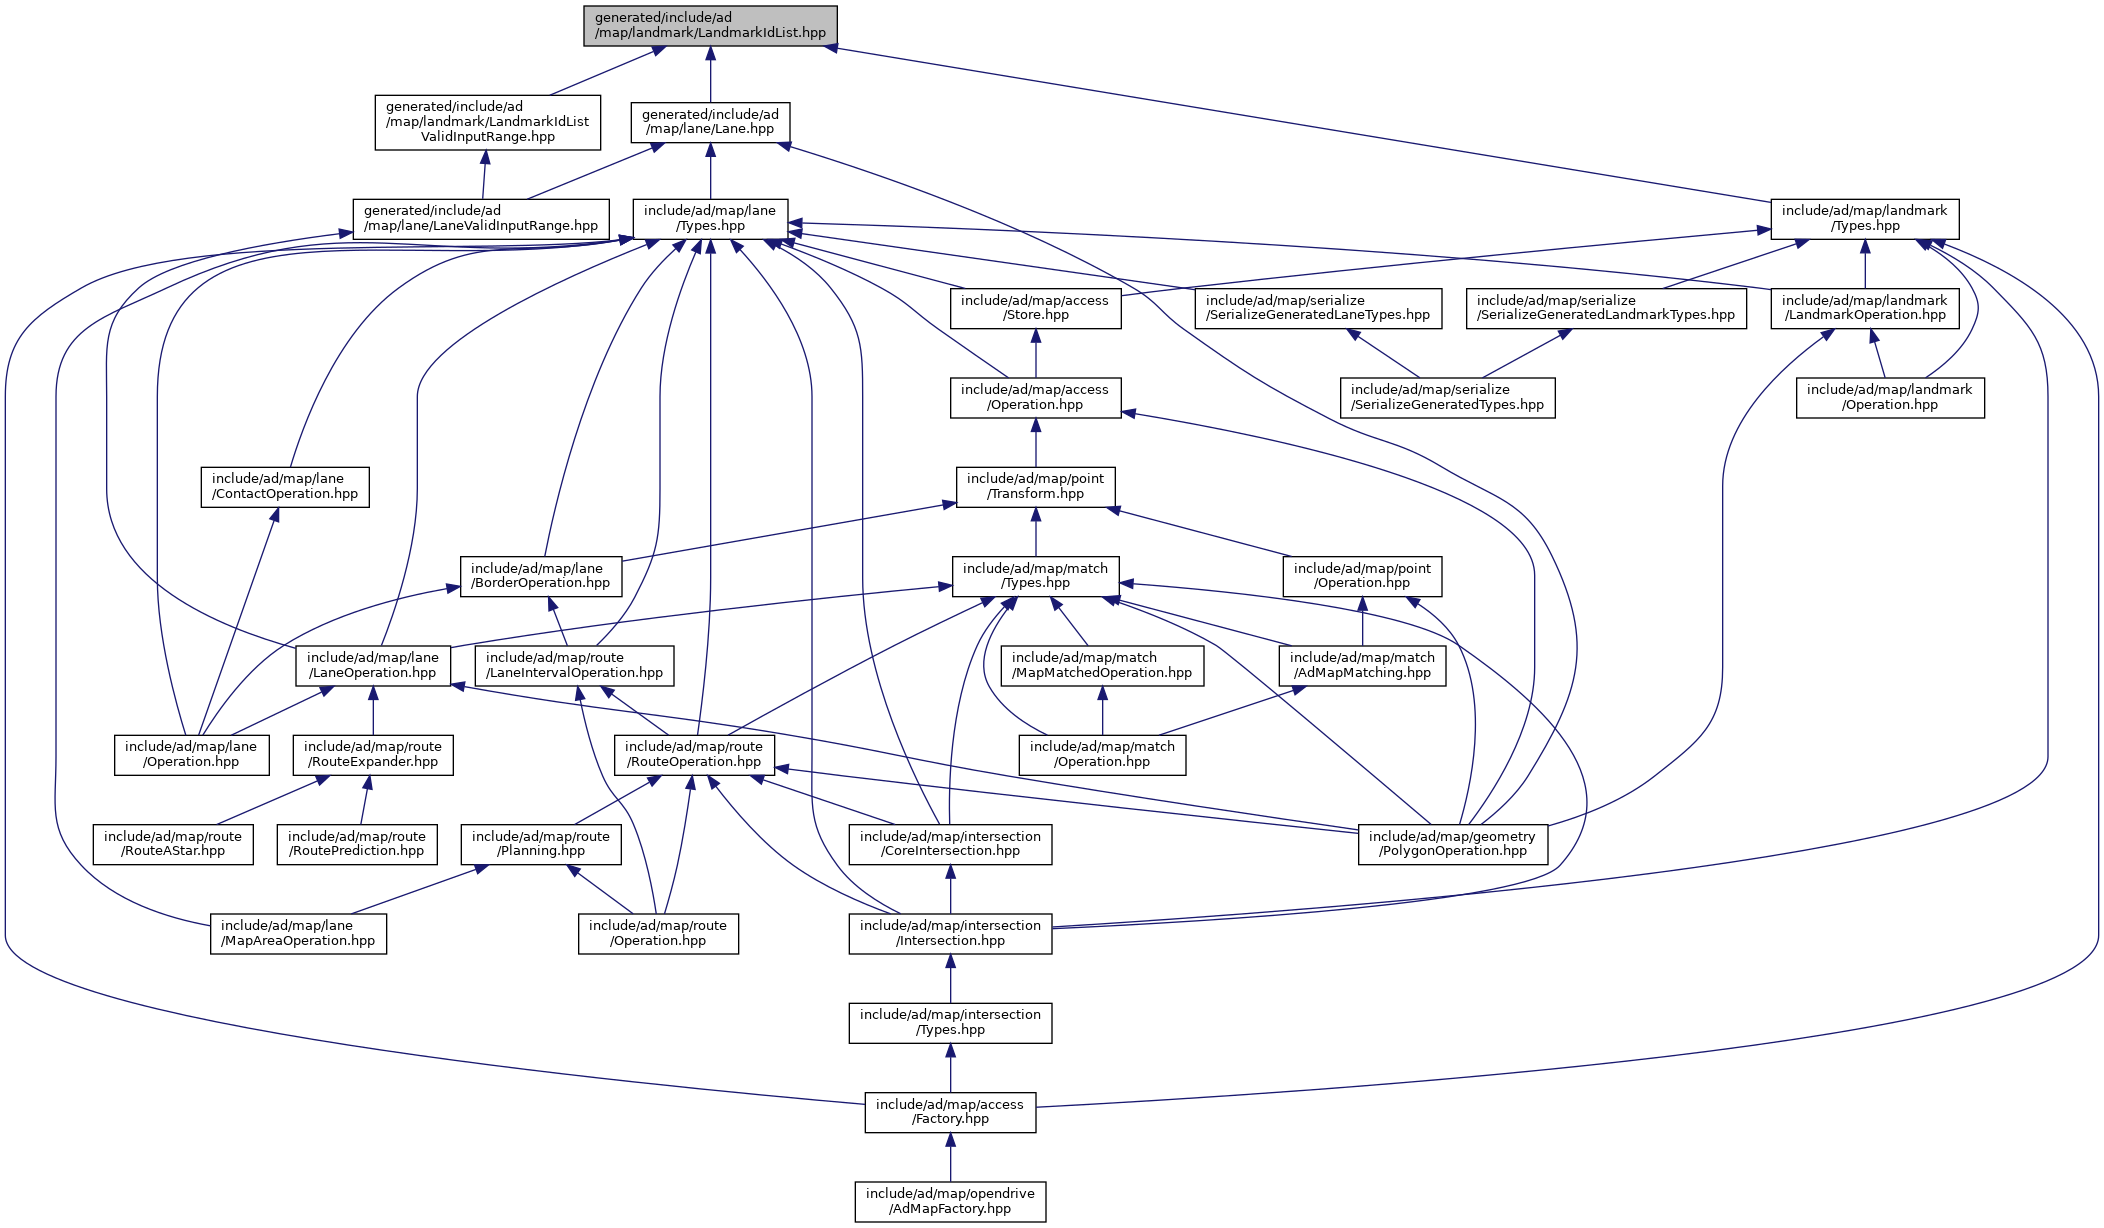 generated/include/ad
/map/landmark/LandmarkIdList.hpp
generated/include/ad
/map/landmark/LandmarkIdList
ValidInputRange.hpp
generated/include/ad
/map/lane/Lane.hpp
generated/include/ad
/map/lane/LaneValidInputRange.hpp
include/ad/map/lane
/Types.hpp
include/ad/map/landmark
/Types.hpp
include/ad/map/access
/Store.hpp
include/ad/map/serialize
/SerializeGeneratedLaneTypes.hpp
include/ad/map/serialize
/SerializeGeneratedLandmarkTypes.hpp
include/ad/map/landmark
/LandmarkOperation.hpp
include/ad/map/access
/Operation.hpp
include/ad/map/serialize
/SerializeGeneratedTypes.hpp
include/ad/map/landmark
/Operation.hpp
include/ad/map/lane
/ContactOperation.hpp
include/ad/map/point
/Transform.hpp
include/ad/map/lane
/BorderOperation.hpp
include/ad/map/match
/Types.hpp
include/ad/map/point
/Operation.hpp
include/ad/map/lane
/LaneOperation.hpp
include/ad/map/route
/LaneIntervalOperation.hpp
include/ad/map/match
/MapMatchedOperation.hpp
include/ad/map/match
/AdMapMatching.hpp
include/ad/map/lane
/Operation.hpp
include/ad/map/route
/RouteExpander.hpp
include/ad/map/route
/RouteOperation.hpp
include/ad/map/match
/Operation.hpp
include/ad/map/route
/RouteAStar.hpp
include/ad/map/route
/RoutePrediction.hpp
include/ad/map/route
/Planning.hpp
include/ad/map/intersection
/CoreIntersection.hpp
include/ad/map/geometry
/PolygonOperation.hpp
include/ad/map/lane
/MapAreaOperation.hpp
include/ad/map/route
/Operation.hpp
include/ad/map/intersection
/Intersection.hpp
include/ad/map/intersection
/Types.hpp
include/ad/map/access
/Factory.hpp
include/ad/map/opendrive
/AdMapFactory.hpp